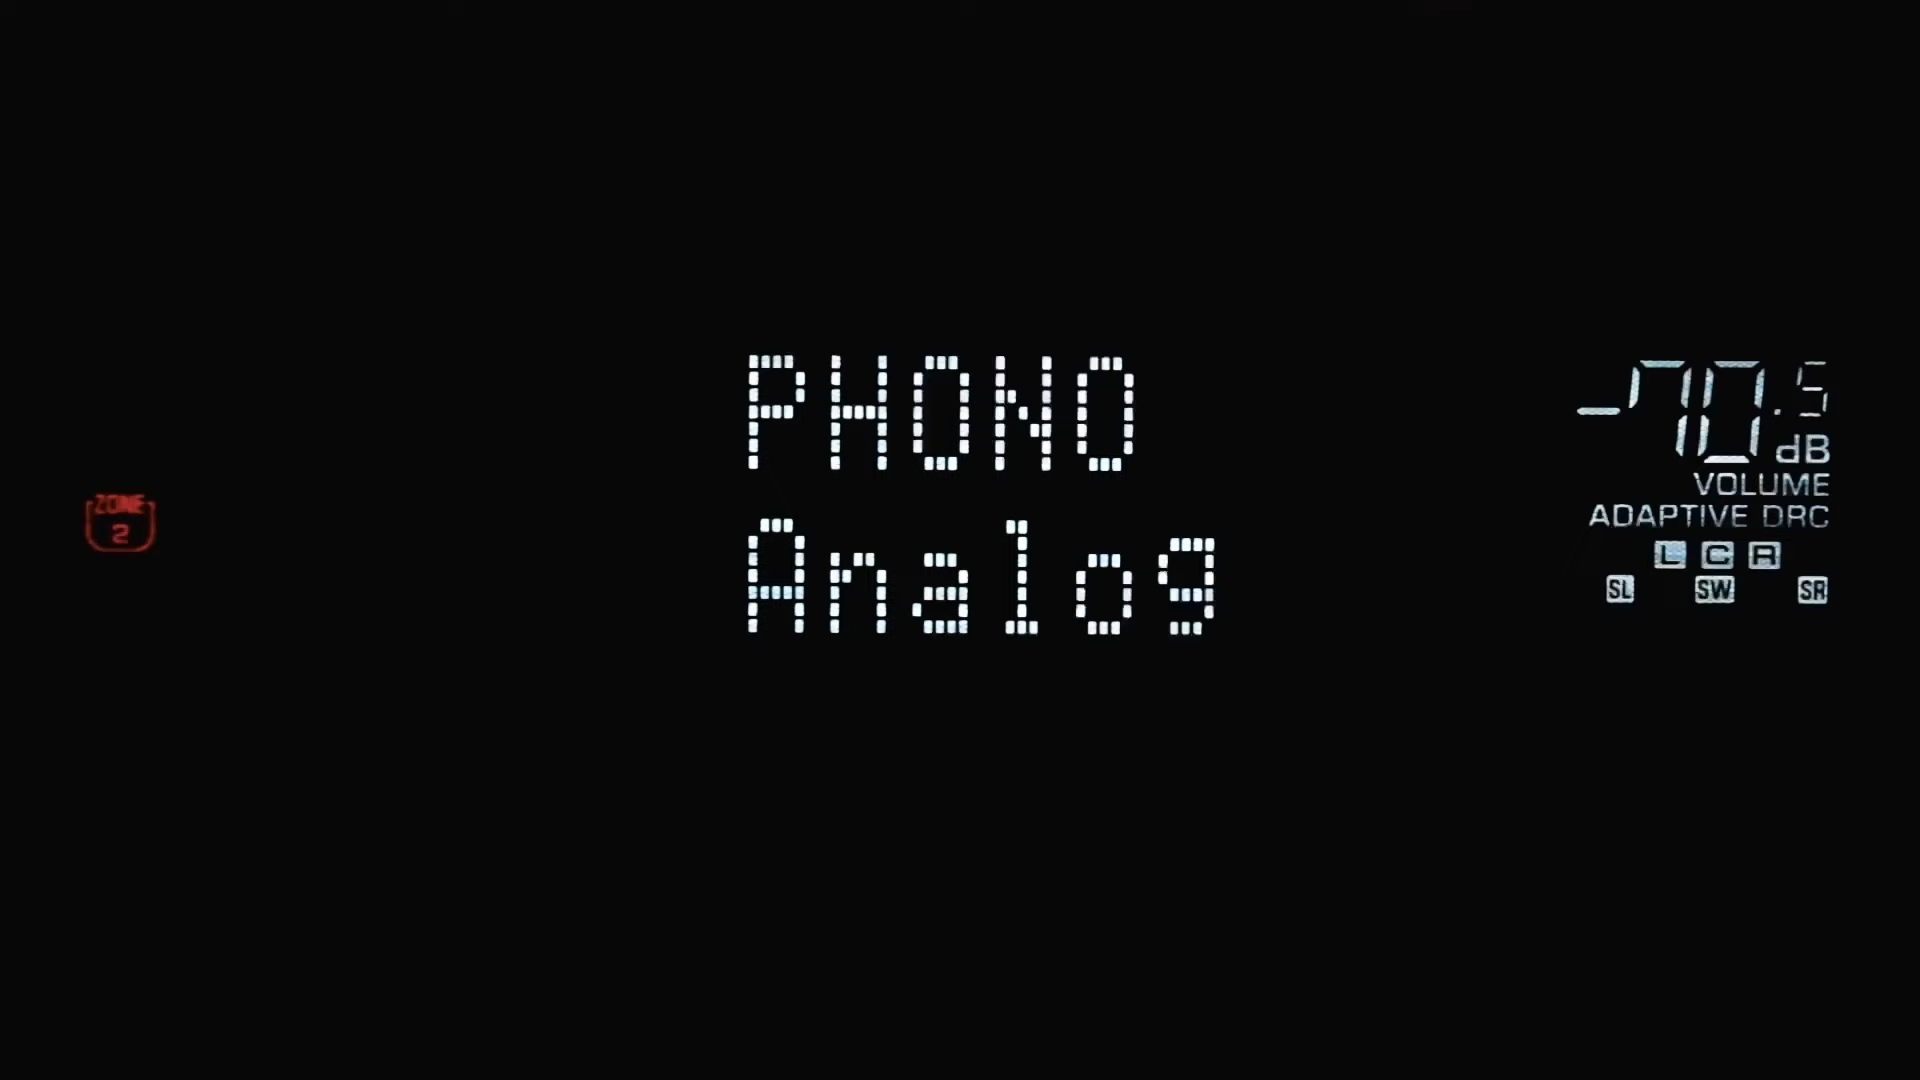 PHONO
Analog
ZONE
2
-70.5
dB
VOLUME
ADAPTIVE DRC
L C R
SL SW SR